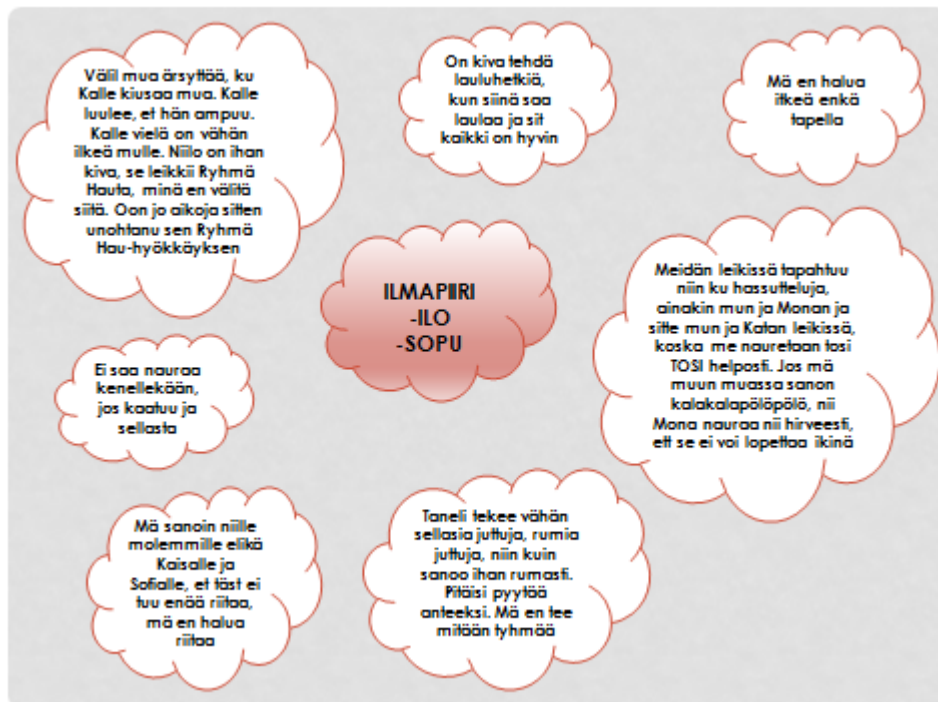 Välil mua ärsyttää, ku
Kalle kiusaa mua. Kalle
luulee, et hän ampuu.
Kalle vielä on vähän
ilkeä mulle. Niilo on ihan
kiva, se leikkii Ryhmä
Hauta, minä en välitä
siitä. Oon jo aikoja sitten
unohtanu sen Ryhmä
Hau-hyökkäyksen
On kiva tehdä
lauluhetkiä,
kun siinä saa
laulaa ja sit
kaikki on hyvin
Mä en halua
itkeä enkä
tapella
ILMAPIIRI
-ILO
-SOPU
Meidän leikissä tapahtuu
niin ku hassutteluja,
ainakin mun ja Monan ja
sitte mun ja Katan leikissä,
koska me nauretaan tosi
TOSI helposti. Jos mä
muun muassa sanon
kalakalapölöpölö, nii
Mona nauraa nii hirveesti,
ett se ei voi lopettaa ikinä
Ei saa nauraa
kenellekään,
jos kaatuu ja
sellasta
Mä sanoin niille
molemmille elikä
Kaisalle ja
Sofialle, et täst ei
tuu enää riitaa,
mä en halua
riitaa
Taneli tekee vähän
sellasia juttuja, rumia
juttuja, niin kuin
sanoo ihan rumasti.
Pitäisi pyytää
anteeksi. Mä en tee
mitään tyhmää